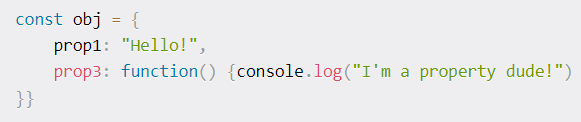 const obj = {
    prop1: "Hello!",
    prop3: function() {console.log("I'm a property dude!")
}}